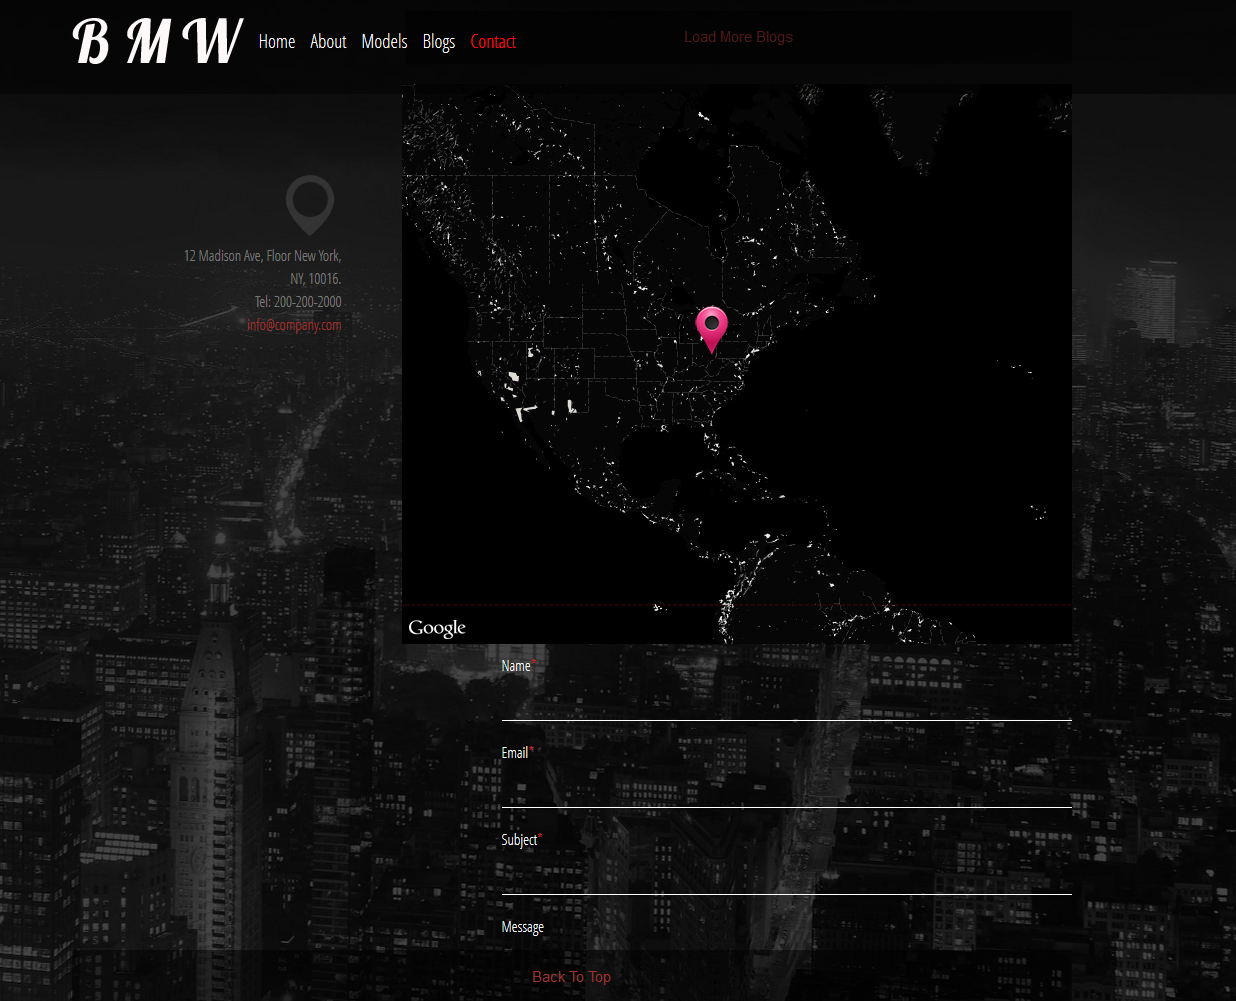 B M W
Home About Models Blogs Contact
Load More Blogs
12 Madison Ave, Floor New York,
NY, 10016.
Tel: 200-200-2000
info@company.com
Google
Name*
Email*
Subject*
Message
Back To Top